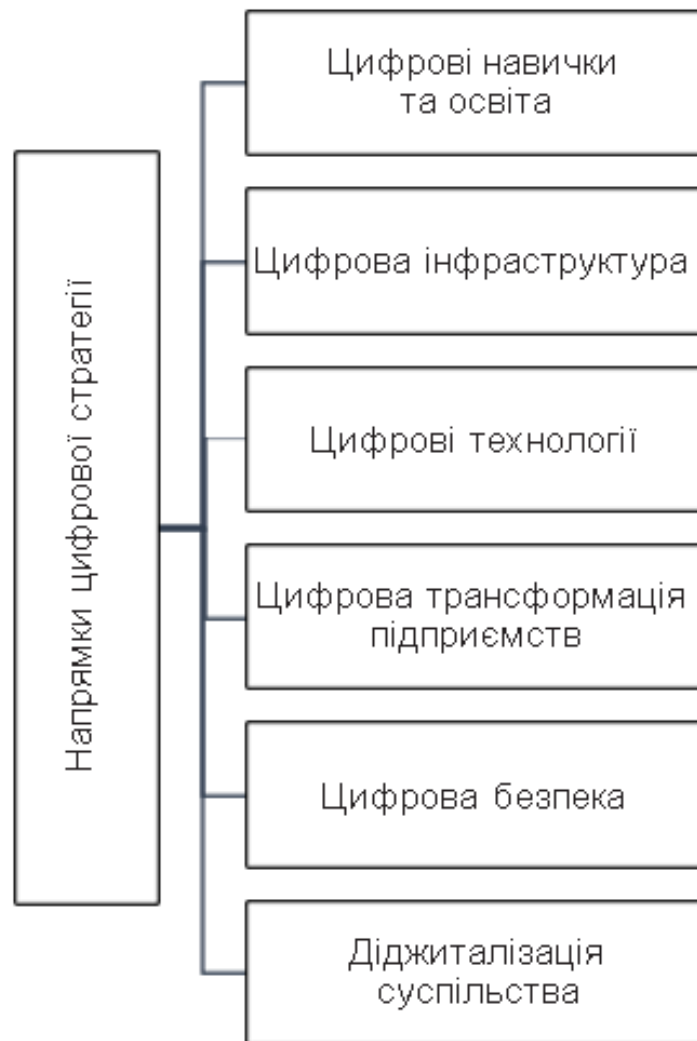 Напрямки цифрової стратегії
Цифрові навички
та освіта
Цифрова інфраструктура
Цифрові технології
Цифрова трансформація
підприємств
Цифрова безпека
Діджиталізація
суспільства